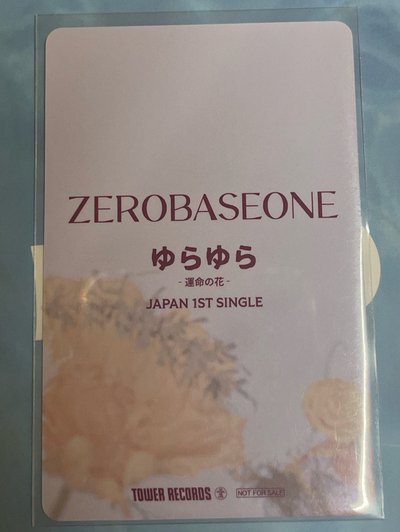 ZEROBASEONE
ゆらゆら
- 運命の花 -
JAPAN 1ST SINGLE
TOWER RECORDS NOT FOR SALE